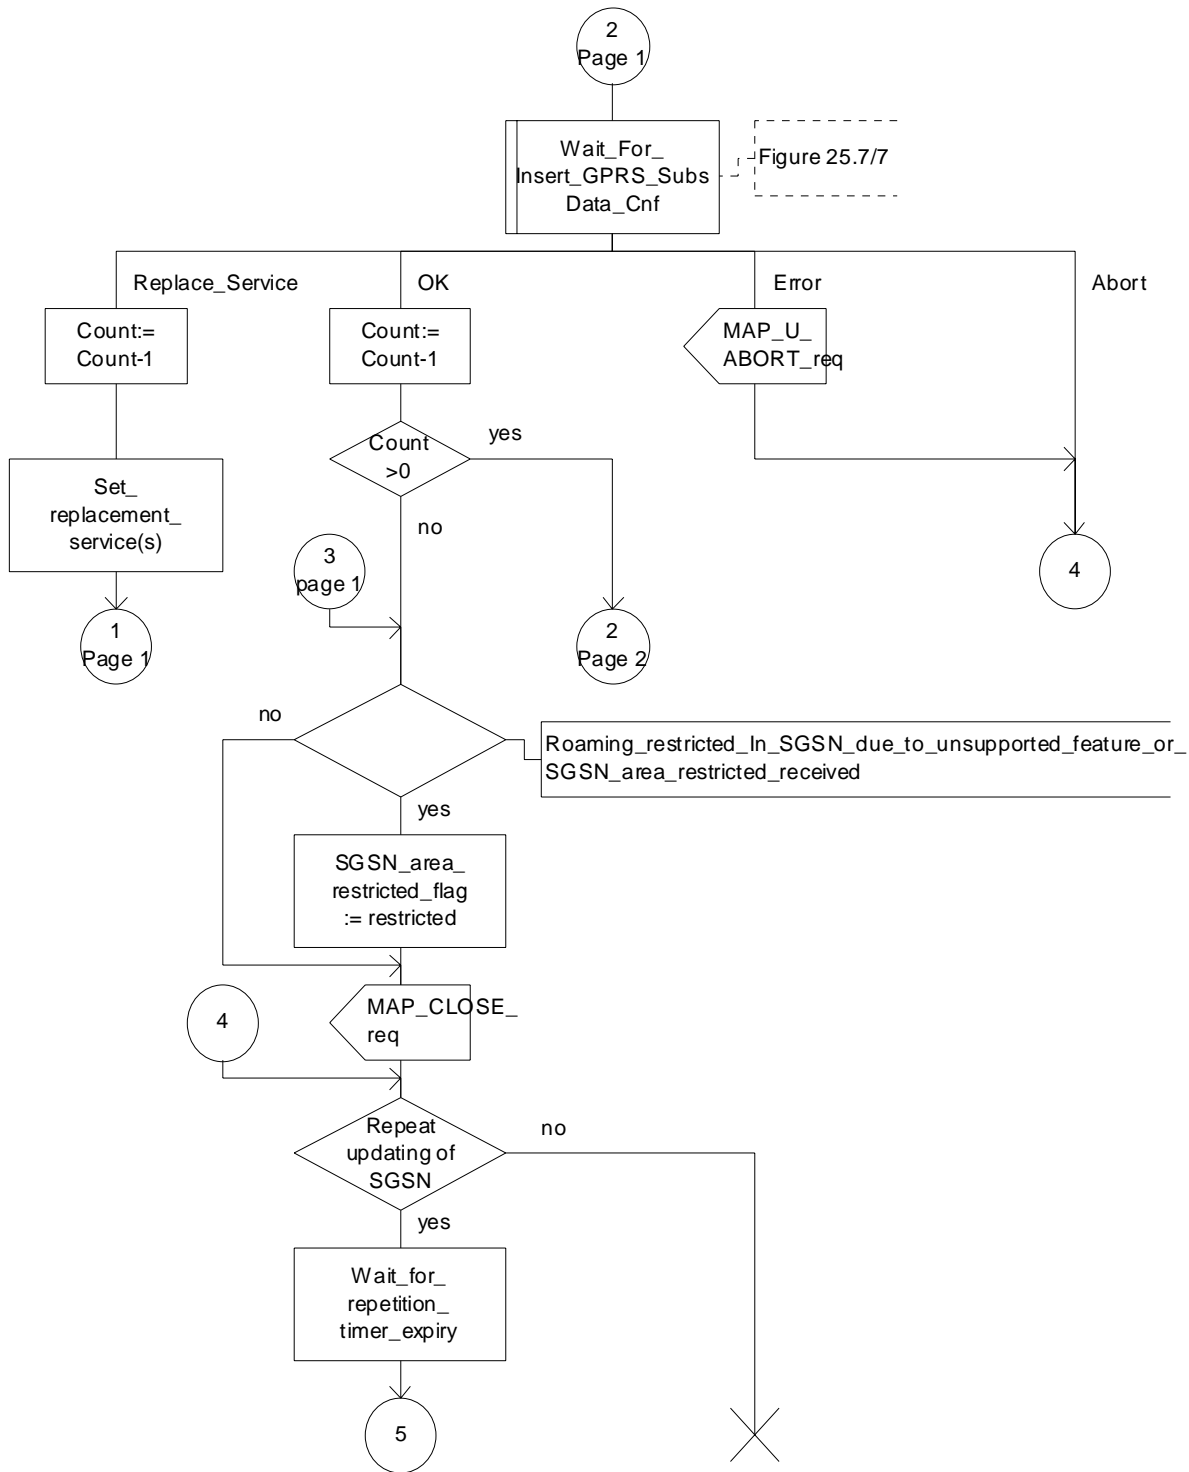 2
Page 1
Wait_For_
Insert_GPRS_Subs
Data_Cnf
Figure 25.7/7
Replace_Service
OK
Error
Abort
Count:=
Count-1
Count:=
Count-1
MAP_U_
ABORT_req
Count
>0
yes
no
Set_
replacement_
service(s)
3
page 1
4
1
Page 1
2
Page 2
no
Roaming_restricted_In_SGSN_due_to_unsupported_feature_or_
SGSN_area_restricted_received
yes
SGSN_area_
restricted_flag
:= restricted
4
MAP_CLOSE_
req
Repeat
updating of
SGSN
no
yes
Wait_for_
repetition_
timer_expiry
5